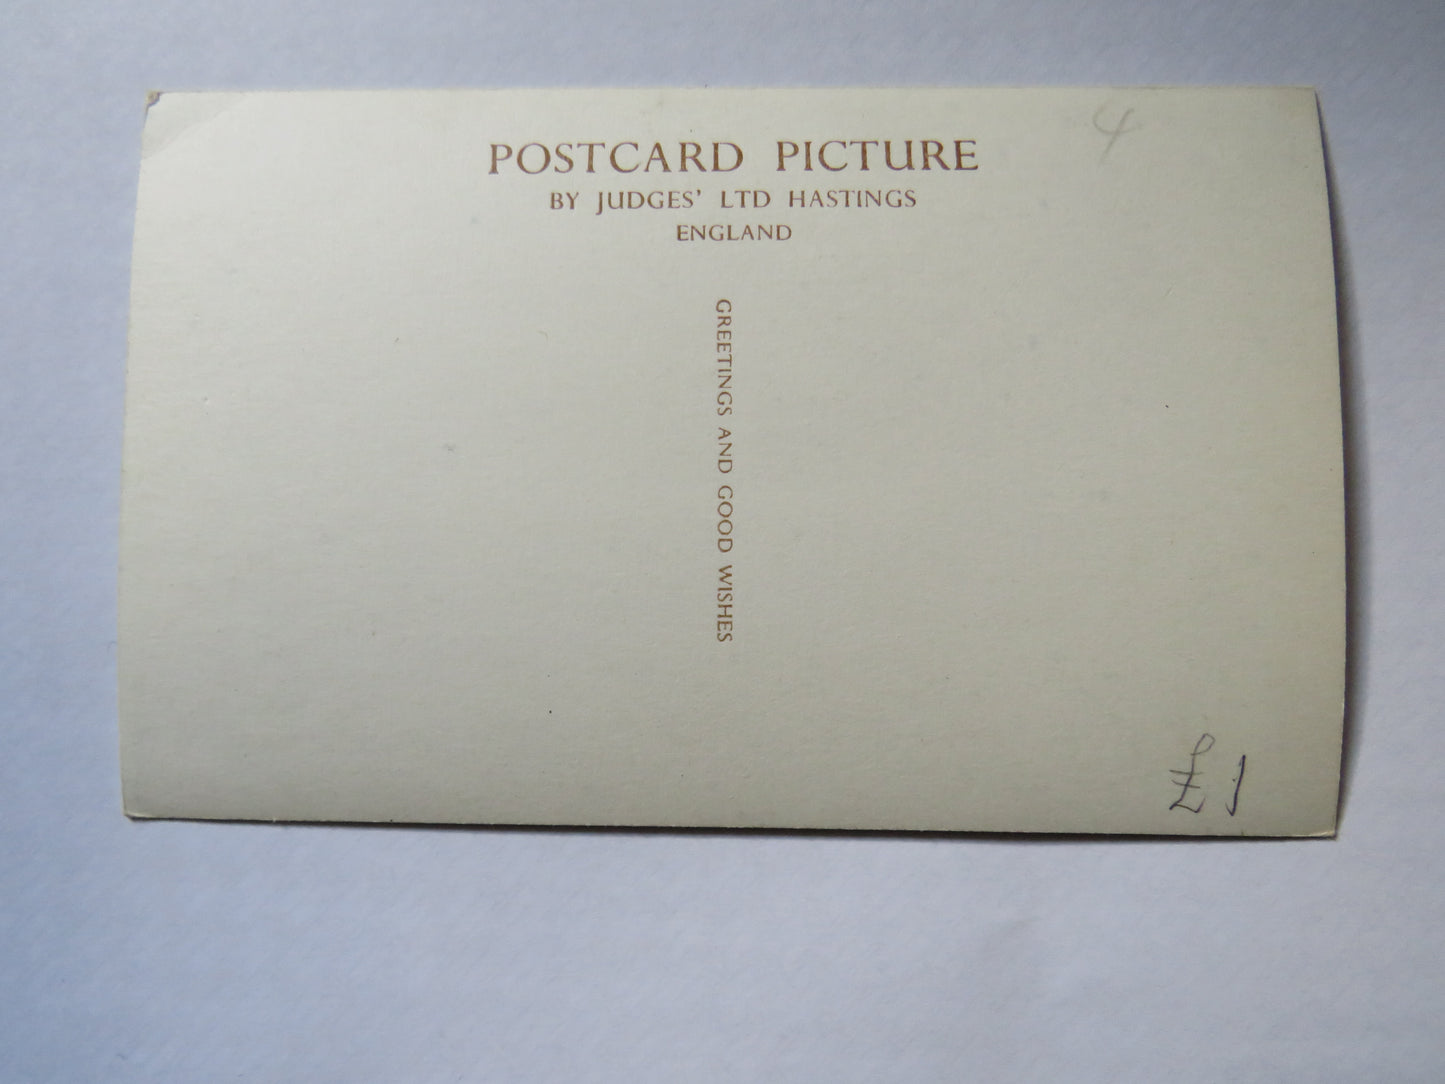 4
POSTCARD PICTURE
BY JUDGES' LTD HASTINGS
ENGLAND
GREETINGS AND GOOD WISHES
£1